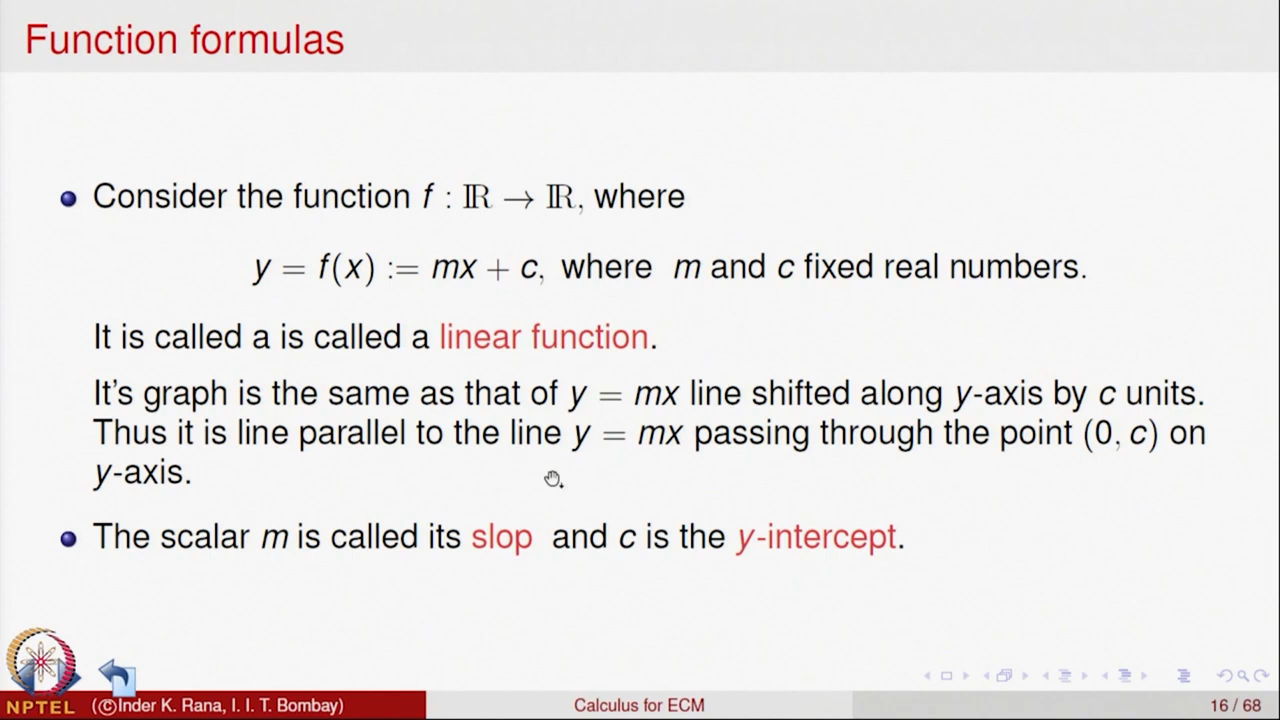 Function formulas
Consider the function f : ℝ → ℝ, where
y = f(x) := mx + c, where m and c fixed real numbers.
It is called a is called a linear function.
It's graph is the same as that of y = mx line shifted along y-axis by c units.
Thus it is line parallel to the line y = mx passing through the point (0, c) on
y-axis.
The scalar m is called its slop and c is the y-intercept.
NPTEL
(©Inder K. Rana, I. I. T. Bombay)
Calculus for ECM
16 / 68